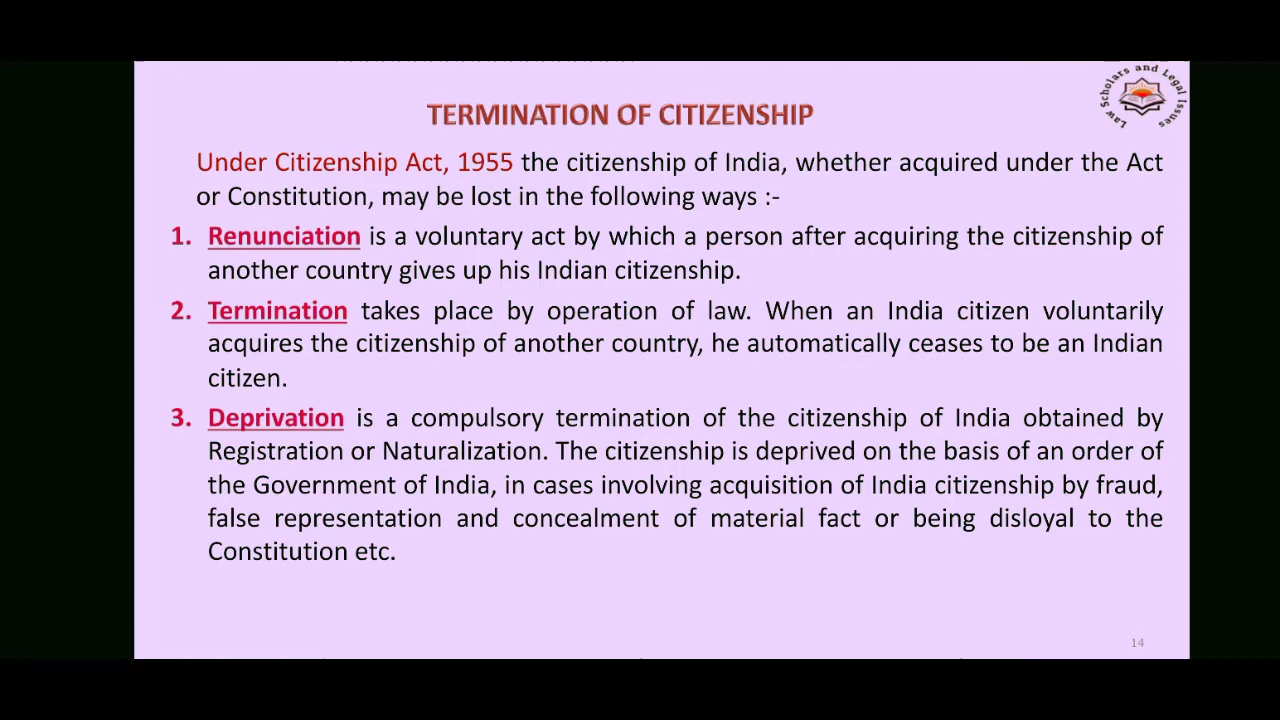 Law Scholars and Legal Issues
TERMINATION OF CITIZENSHIP
Under Citizenship Act, 1955 the citizenship of India, whether acquired under the Act
or Constitution, may be lost in the following ways :-
1. Renunciation is a voluntary act by which a person after acquiring the citizenship of
another country gives up his Indian citizenship.
2. Termination takes place by operation of law. When an India citizen voluntarily
acquires the citizenship of another country, he automatically ceases to be an Indian
citizen.
3. Deprivation is a compulsory termination of the citizenship of India obtained by
Registration or Naturalization. The citizenship is deprived on the basis of an order of
the Government of India, in cases involving acquisition of India citizenship by fraud,
false representation and concealment of material fact or being disloyal to the
Constitution etc.
14